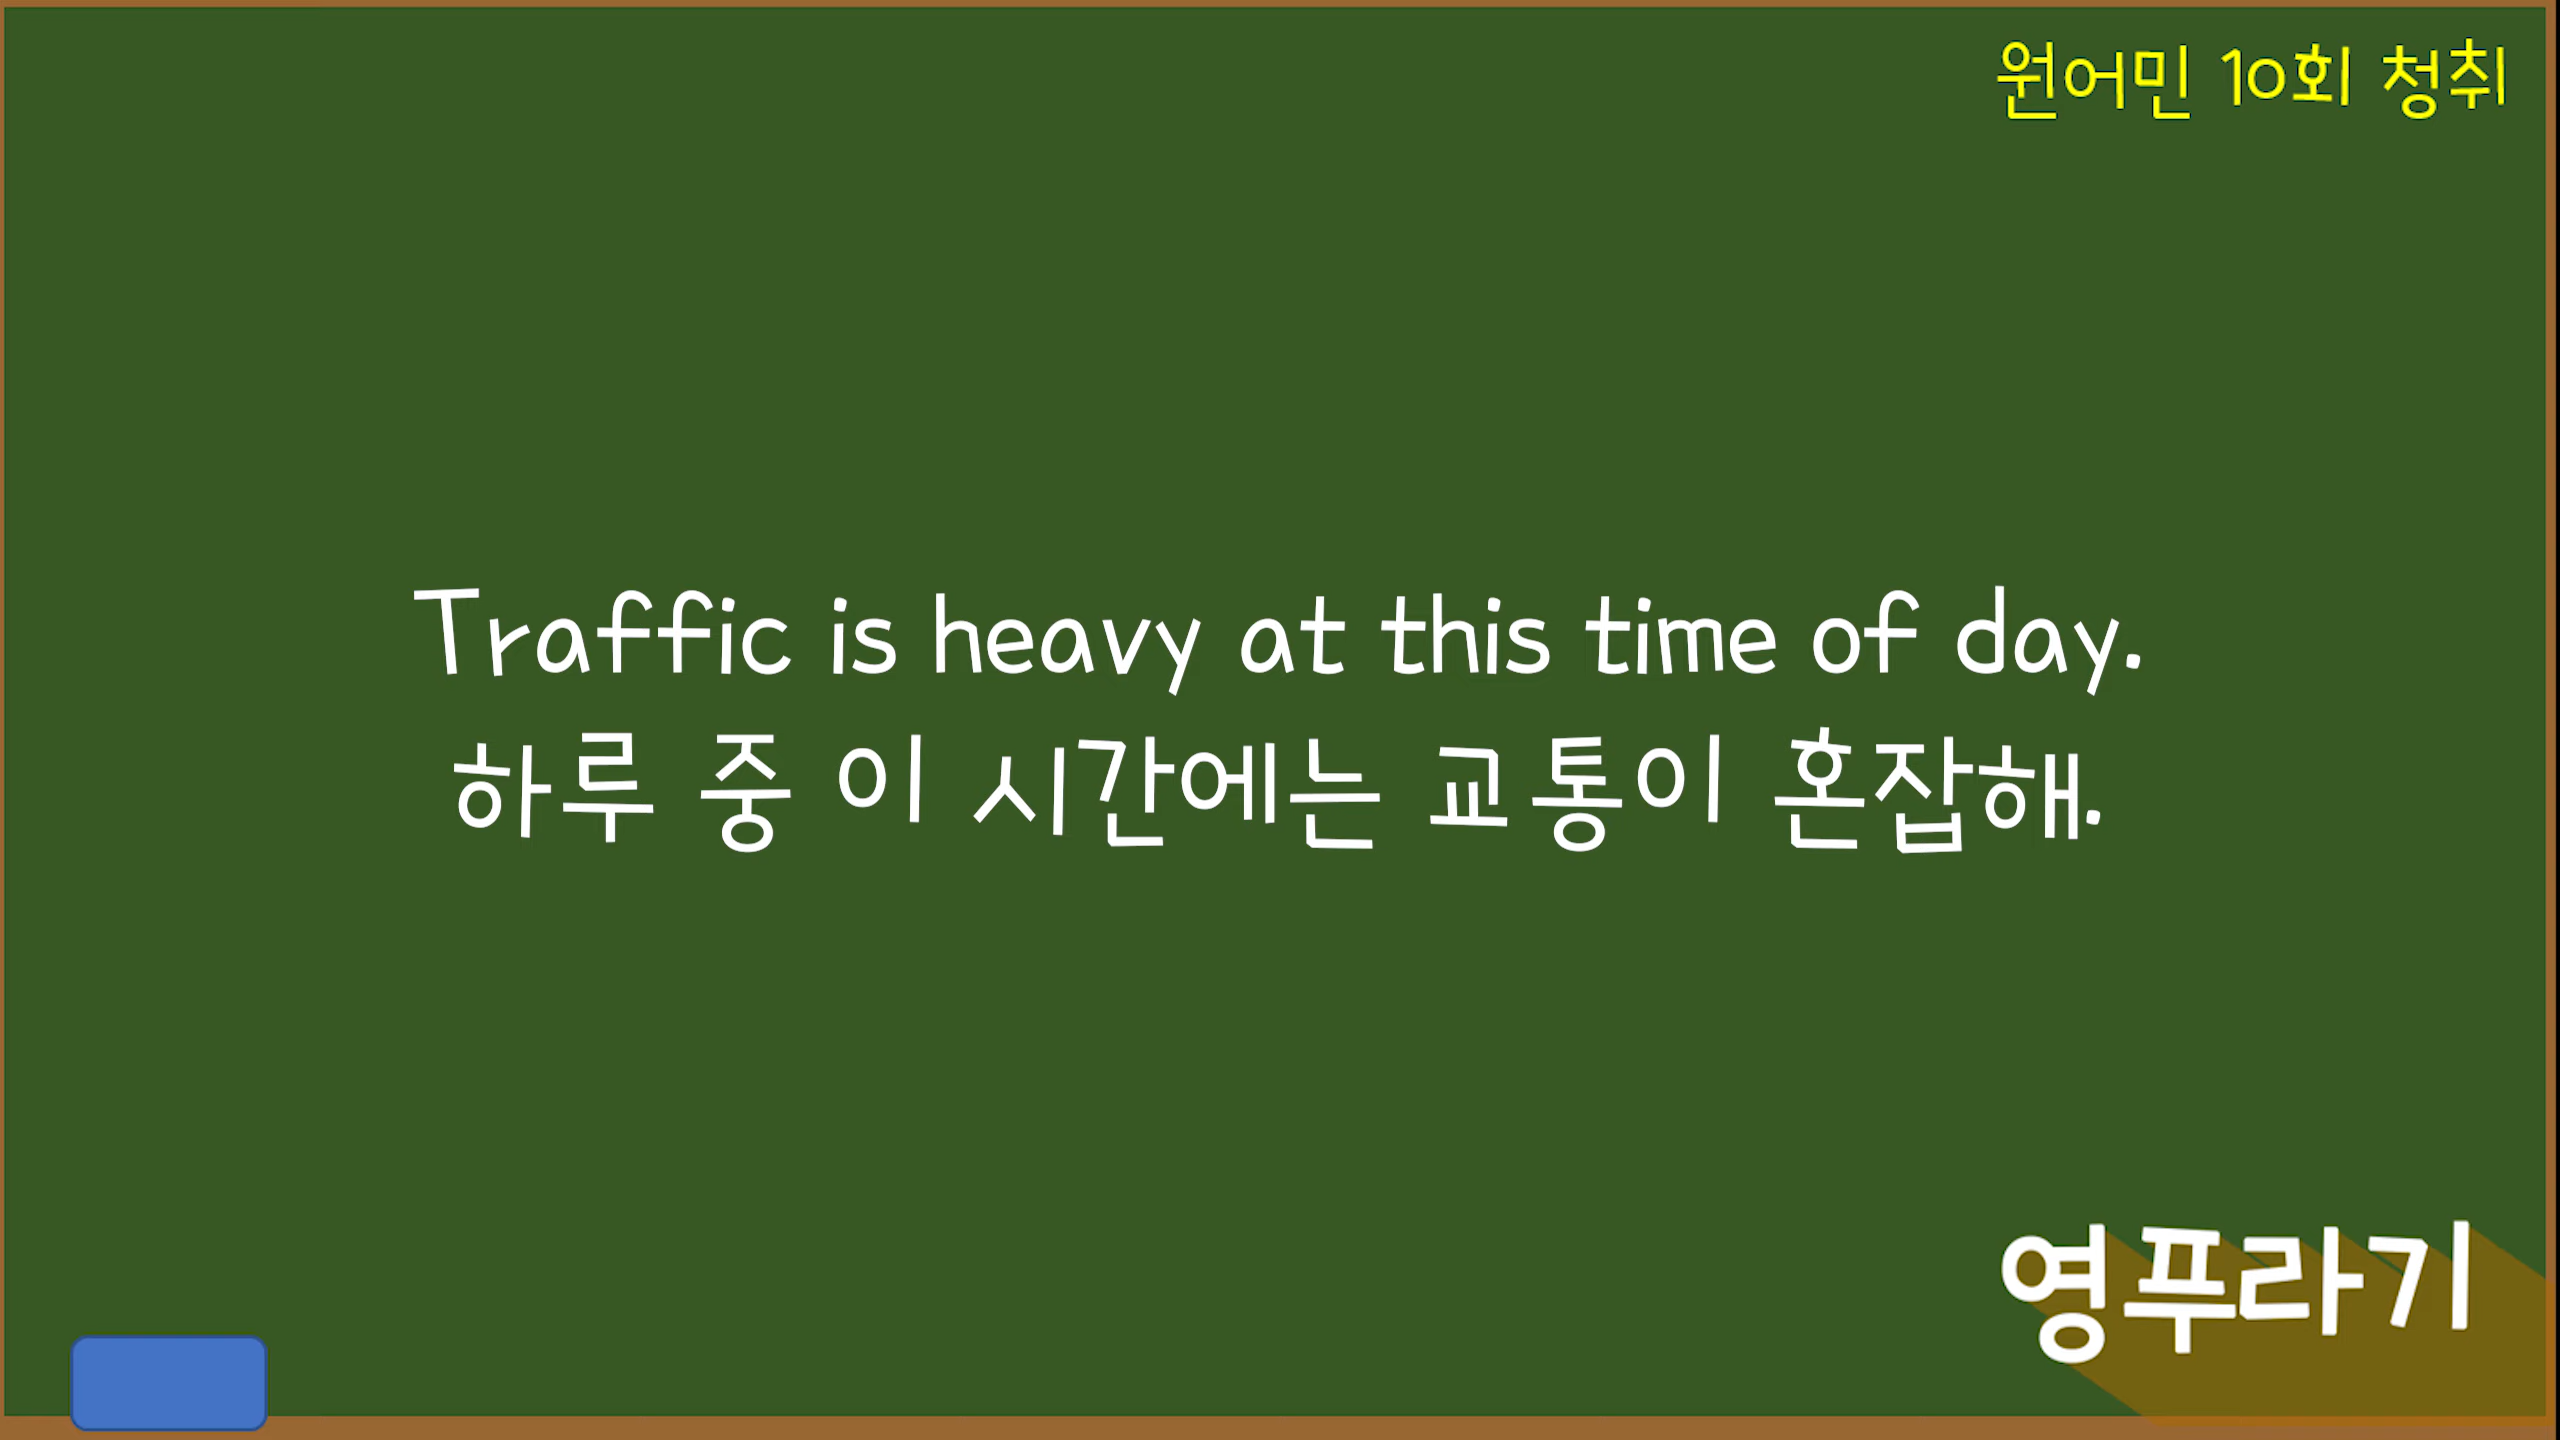 원어민 10회 청취
Traffic is heavy at this time of day.
하루 중 이 시간에는 교통이 혼잡해.
영푸라기